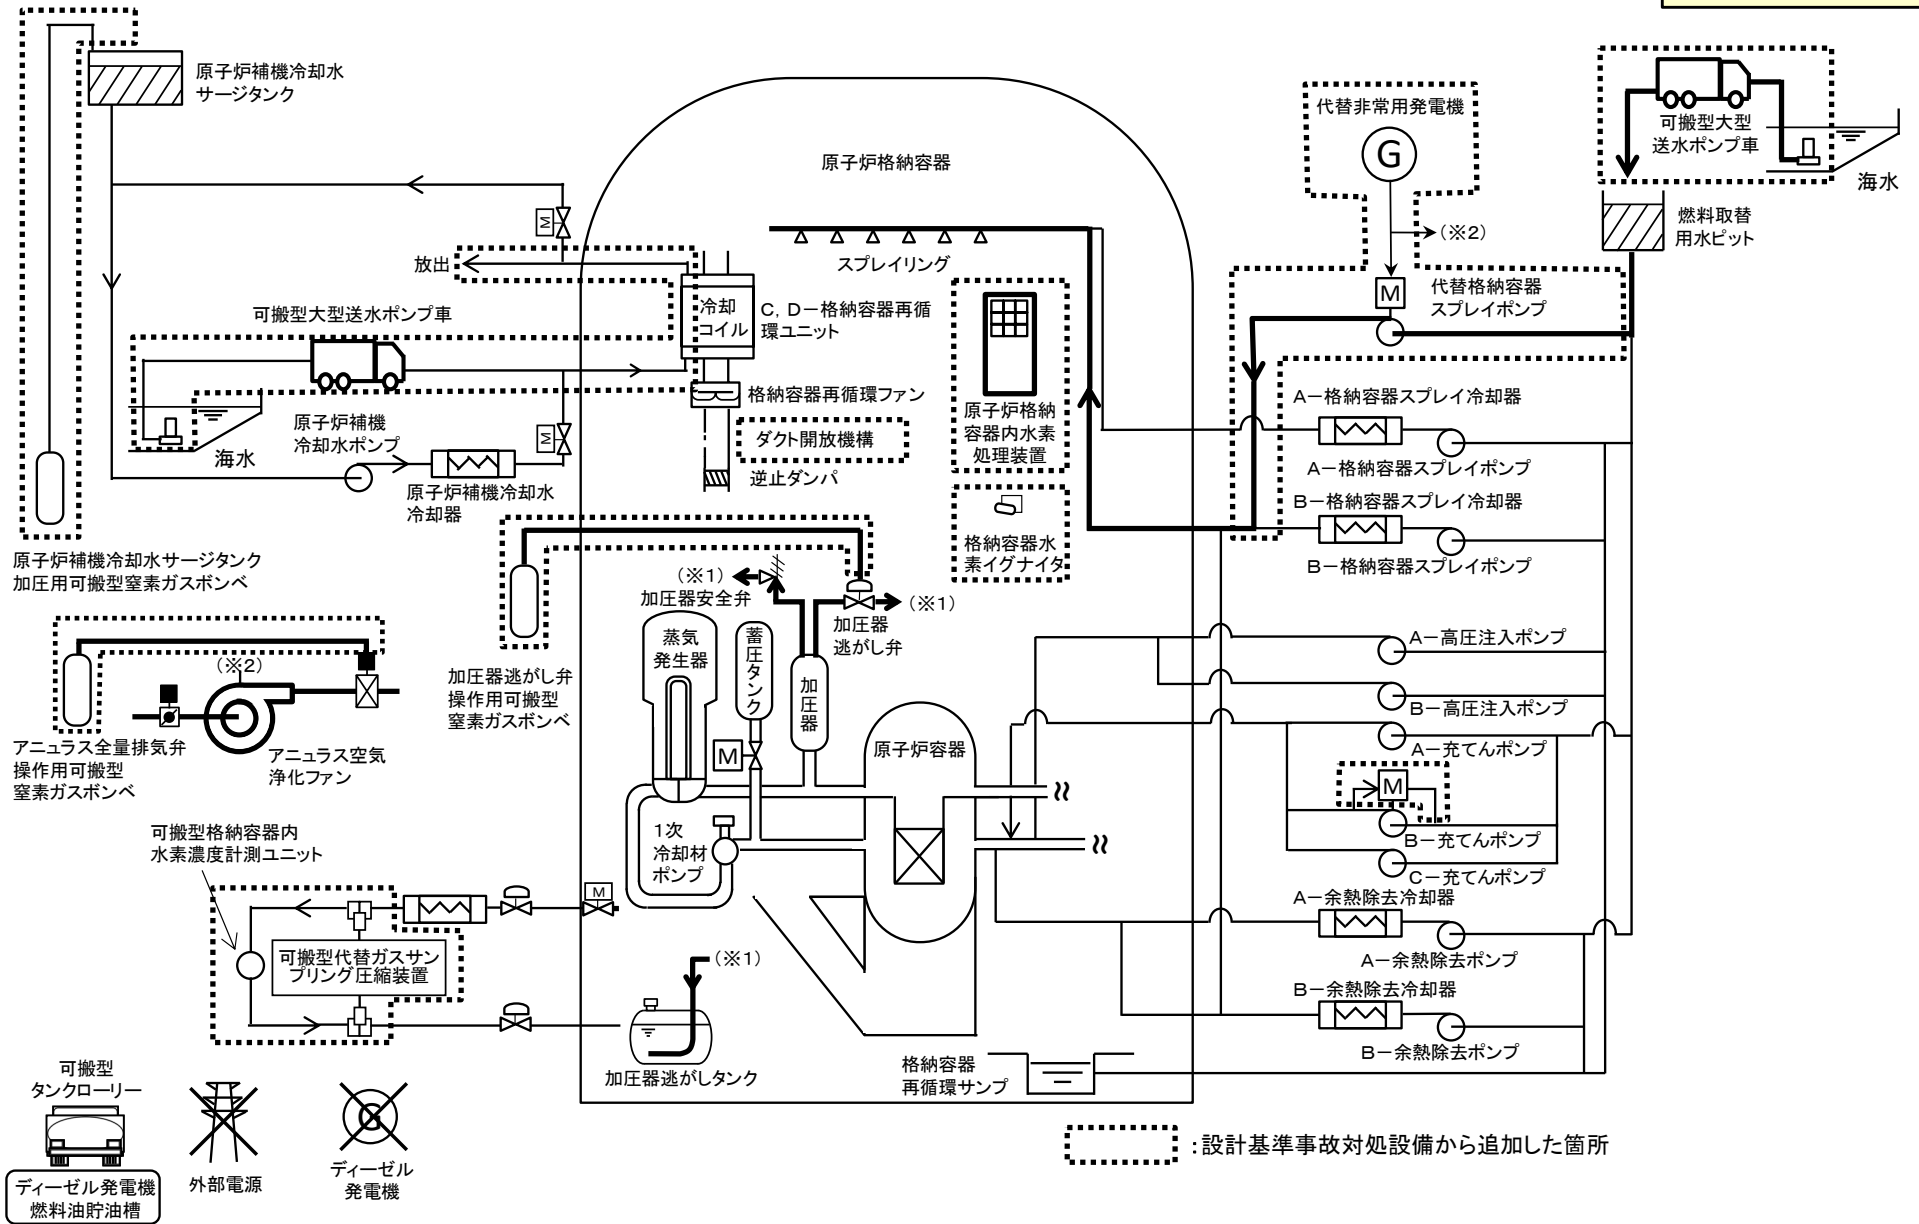 原子炉補機冷却水
サージタンク
原子炉格納容器
代替非常用発電機
G
可搬型大型
送水ポンプ車
海水
燃料取替
用水ピット
(※2)
M
放出
スプレイリング
冷却
コイル
C,D-格納容器再循
環ユニット
M
代替格納容器
スプレイポンプ
可搬型大型送水ポンプ車
格納容器再循環ファン
原子炉格納
容器内水素
処理装置
A-格納容器スプレイ冷却器
原子炉補機
冷却水ポンプ
M
ダクト開放機構
海水
逆止ダンパ
A-格納容器スプレイポンプ
原子炉補機冷却水
冷却器
B-格納容器スプレイ冷却器
格納容器水
素イグナイタ
原子炉補機冷却水サージタンク
加圧用可搬型窒素ガスボンベ
B-格納容器スプレイポンプ
(※1)
加圧器安全弁
(※1)
加圧器
逃がし弁
蒸気
発生器
蓄圧タンク
加圧器
A-高圧注入ポンプ
(※2)
加圧器逃がし弁
操作用可搬型
窒素ガスボンベ
B-高圧注入ポンプ
アニュラス全量排気弁
操作用可搬型
窒素ガスボンベ
アニュラス空気
浄化ファン
M
原子炉容器
A-充てんポンプ
M
B-充てんポンプ
C-充てんポンプ
可搬型格納容器内
水素濃度計測ユニット
1次
冷却材
ポンプ
M
A-余熱除去冷却器
可搬型代替ガスサン
プリング圧縮装置
(※1)
A-余熱除去ポンプ
B-余熱除去冷却器
B-余熱除去ポンプ
加圧器逃がしタンク
格納容器
再循環サンプ
可搬型
タンクローリー
G
ディーゼル発電機
燃料油貯油槽
外部電源
ディーゼル
発電機
:設計基準事故対処設備から追加した箇所